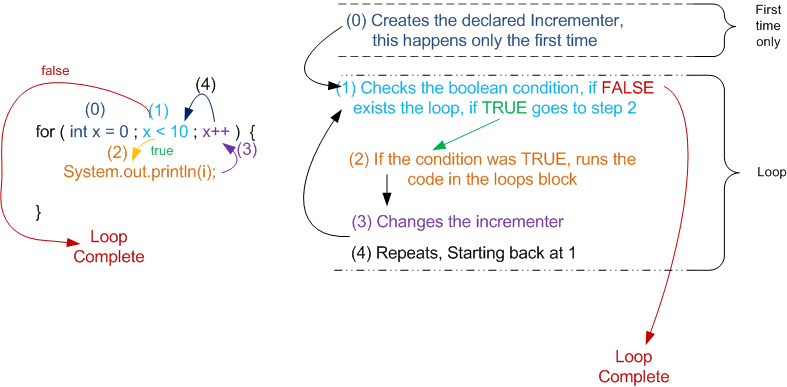 false
(4)
(0)
(1)
for ( int x = 0 ; x < 10 ; x++ ) {
(2)
true
(3)
System.out.println(i);
}
Loop
Complete
(0) Creates the declared Incrementer,
this happens only the first time
First
time
only
(1) Checks the boolean condition, if FALSE
exists the loop, if TRUE goes to step 2
(2) If the condition was TRUE, runs the
code in the loops block
(3) Changes the incrementer
(4) Repeats, Starting back at 1
Loop
Loop
Complete